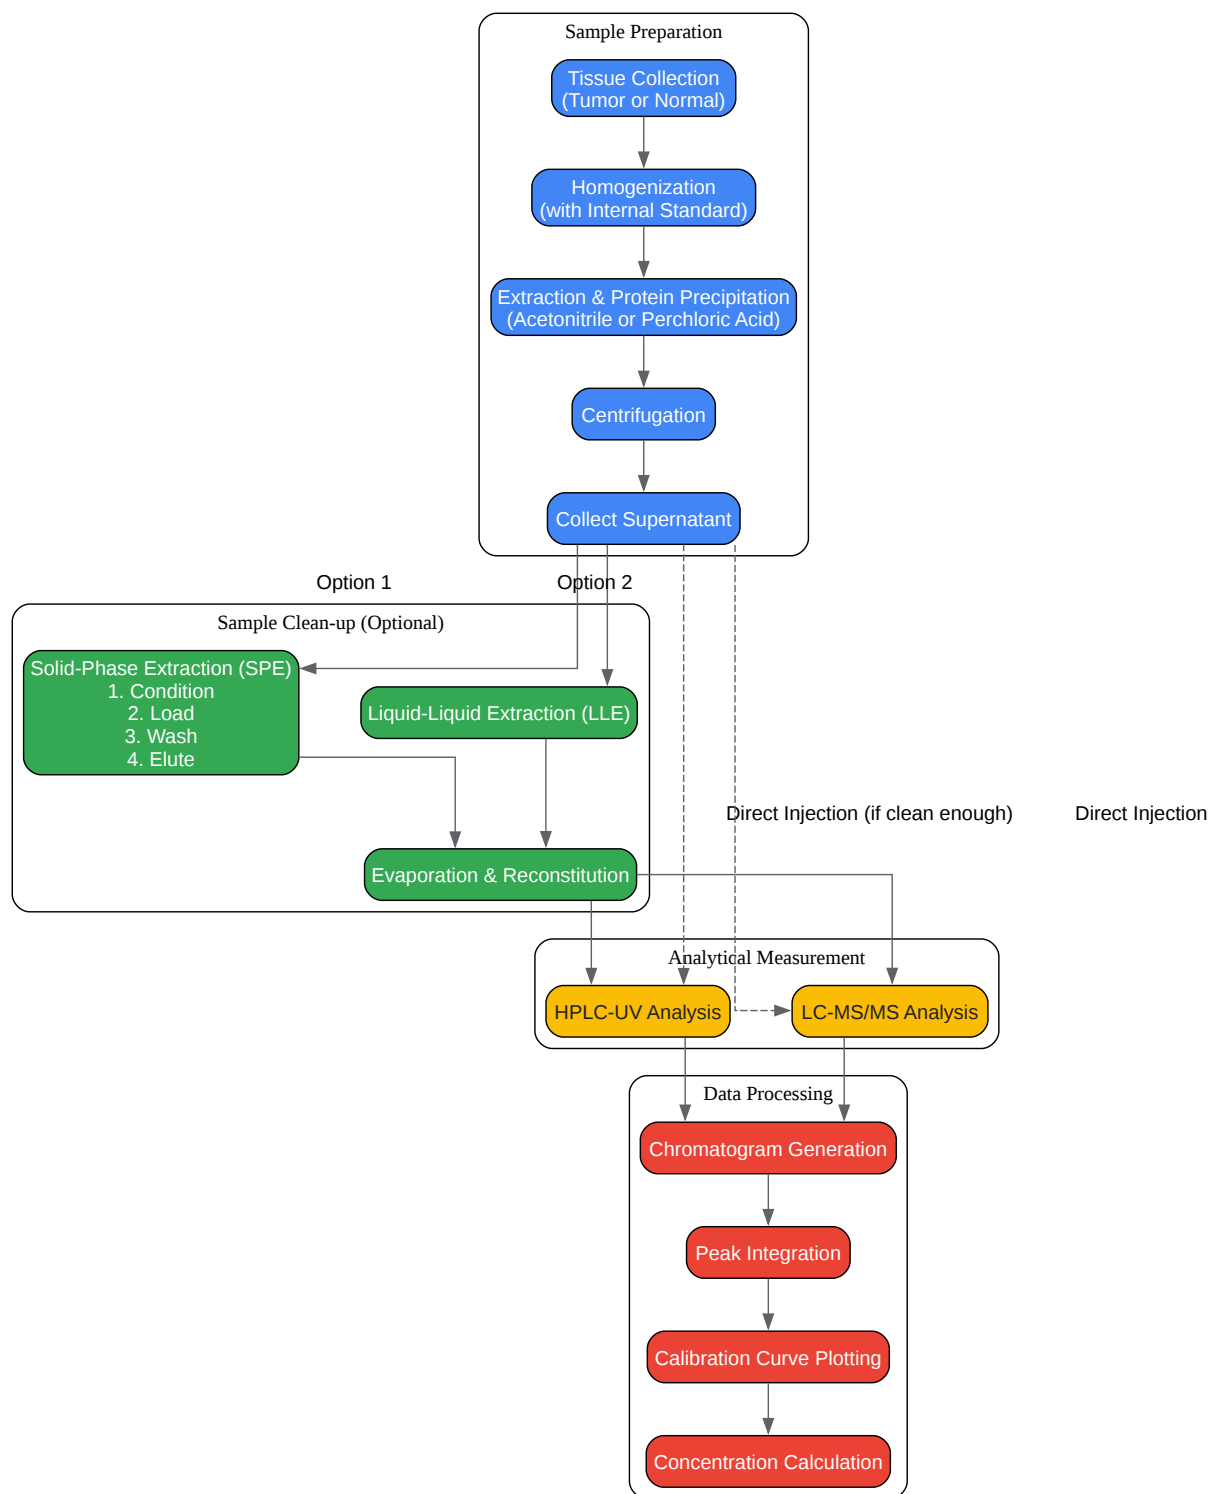 Sample Preparation
Tissue Collection
(Tumor or Normal)
Homogenization
(with Internal Standard)
Extraction & Protein Precipitation
(Acetonitrile or Perchloric Acid)
Centrifugation
Collect Supernatant
Option 1
Option 2
Sample Clean-up (Optional)
Solid-Phase Extraction (SPE)
1. Condition
2. Load
3. Wash
4. Elute
Liquid-Liquid Extraction (LLE)
Direct Injection (if clean enough)
Direct Injection
Evaporation & Reconstitution
Analytical Measurement
HPLC-UV Analysis
LC-MS/MS Analysis
Data Processing
Chromatogram Generation
Peak Integration
Calibration Curve Plotting
Concentration Calculation